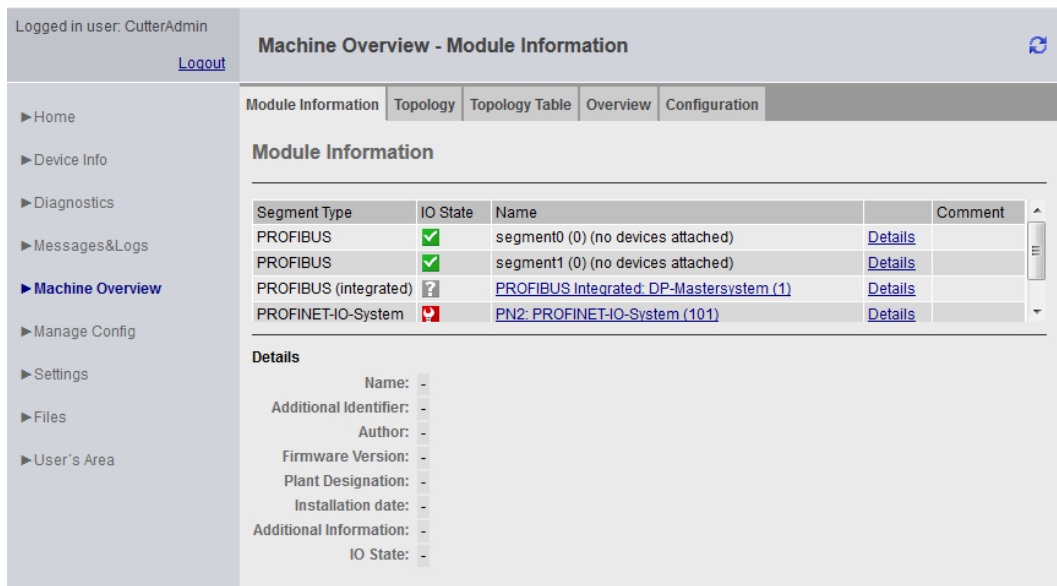 Logged in user: CutterAdmin
Logout
Machine Overview - Module Information
►Home
►Device Info
►Diagnostics
►Messages&Logs
►Machine Overview
►Manage Config
►Settings
►Files
►User´s Area
Module Information Topology Topology Table Overview Configuration
Module Information
Segment Type IO State Name Comment
PROFIBUS segment0 (0) (no devices attached) Details
PROFIBUS segment1 (0) (no devices attached) Details
PROFIBUS (integrated) ? PROFIBUS Integrated: DP-Mastersystem (1) Details
PROFINET-IO-System PN2: PROFINET-IO-System (101) Details
Details
Name: -
Additional Identifier: -
Author: -
Firmware Version: -
Plant Designation: -
Installation date: -
Additional Information: -
IO State: -